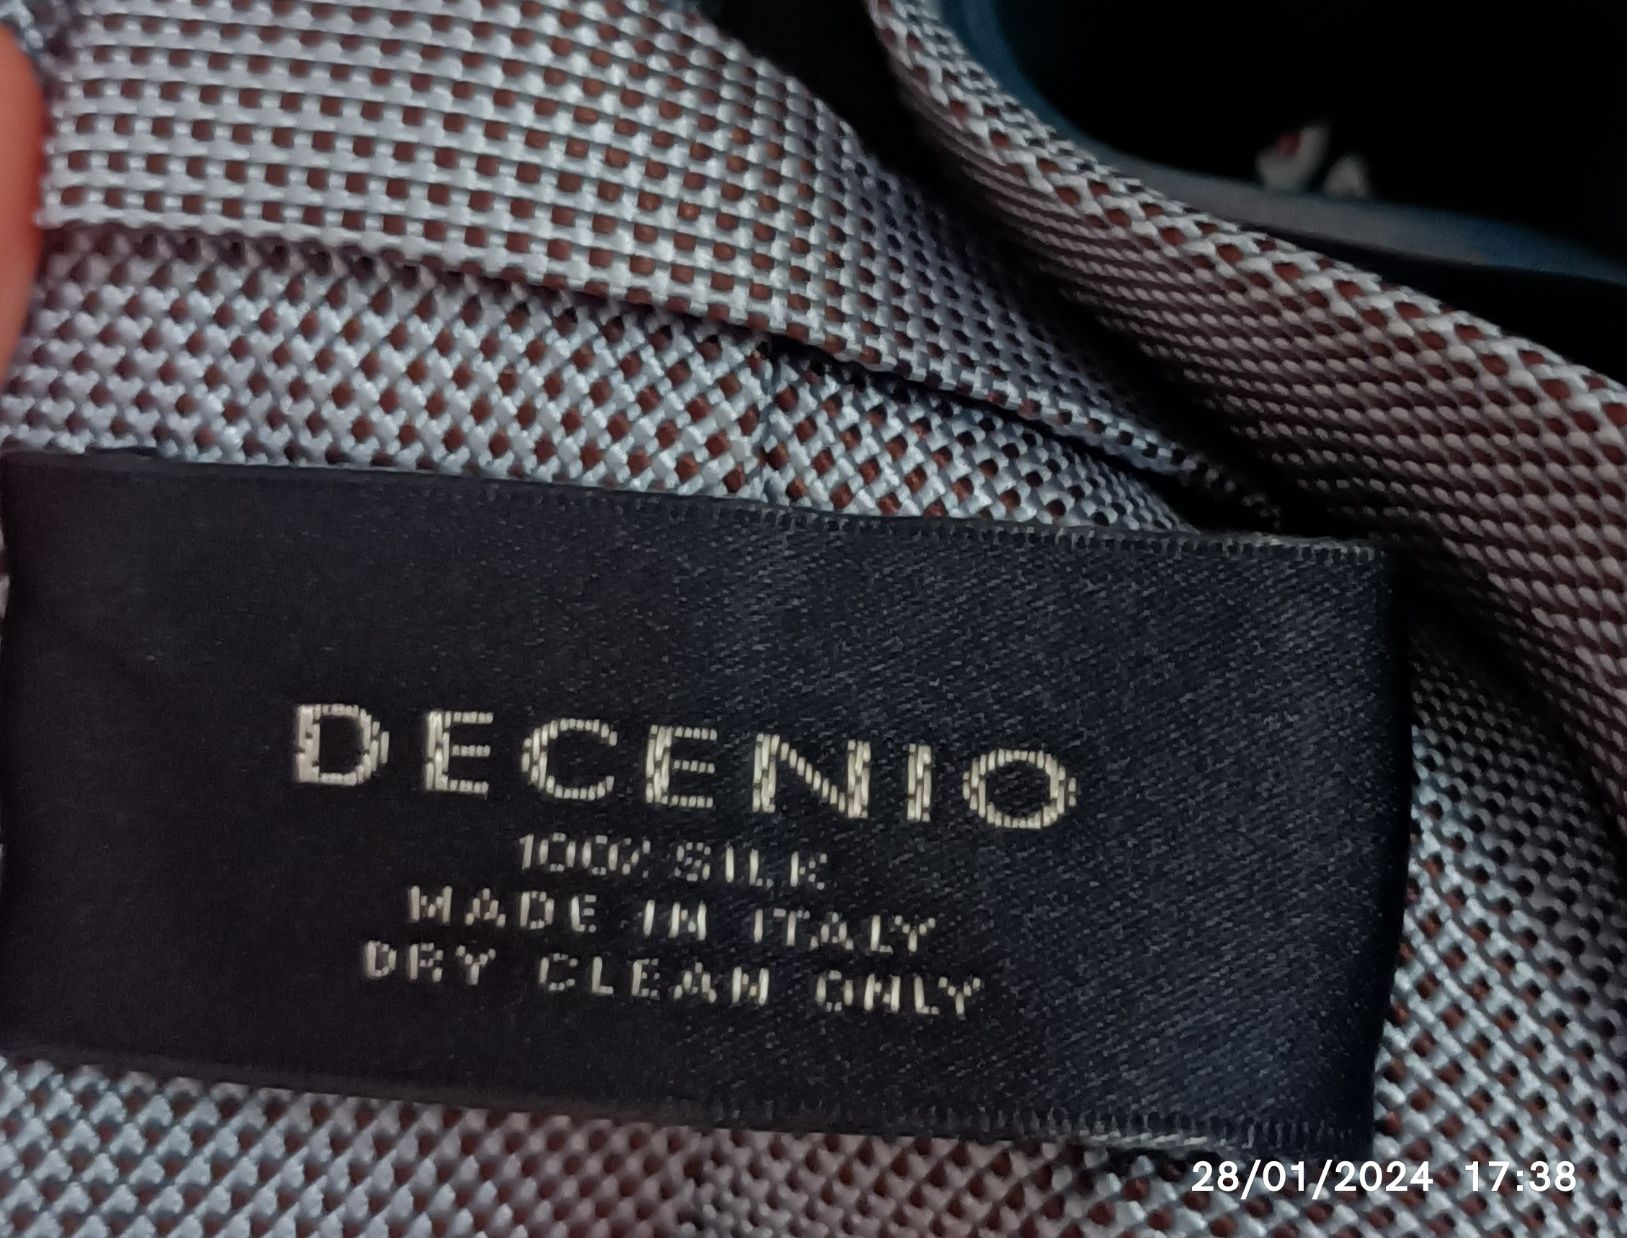 DECENIO
100% SILK
MADE IN ITALY
DRY CLEAN ONLY
28/01/2024 17:38